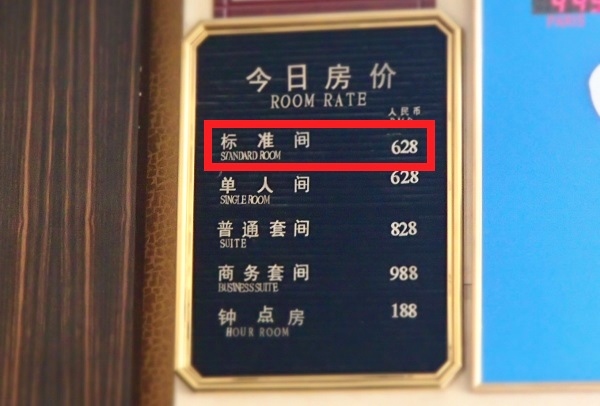 今日房价
ROOM RATE
人民币
标准间 628
STANDARD ROOM
单人间 628
SINGLE ROOM
普通套间 828
SUITE
商务套间 988
BUSINESS SUITE
钟点房 188
HOUR ROOM